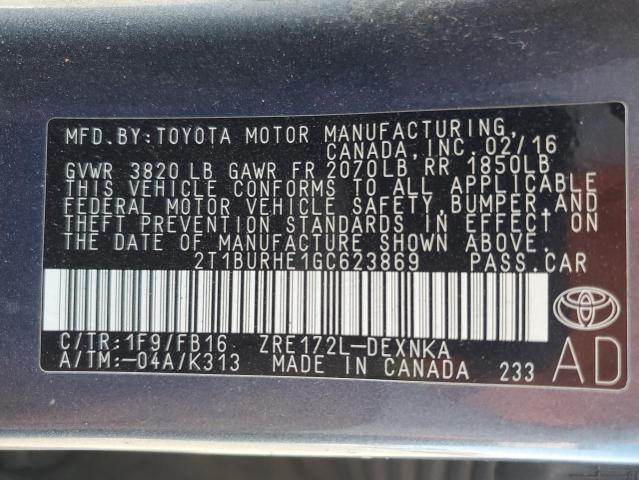 MFD.BY:TOYOTA MOTOR MANUFACTURING,
CANADA,INC.02/16
GVWR 3820LB GAWR FR 2070LB RR 1850LB
THIS VEHICLE CONFORMS TO ALL APPLICABLE
FEDERAL MOTOR VEHICLE SAFETY,BUMPER,AND
THEFT PREVENTION STANDARDS IN EFFECT ON
THE DATE OF MANUFACTURE SHOWN ABOVE.
2T1BURHE1GC623869 PASS.CAR
C/TR:1F9/FB16 ZRE172L-DEXNKA
A/TM:-04A/K313 MADE IN CANADA 233
AD